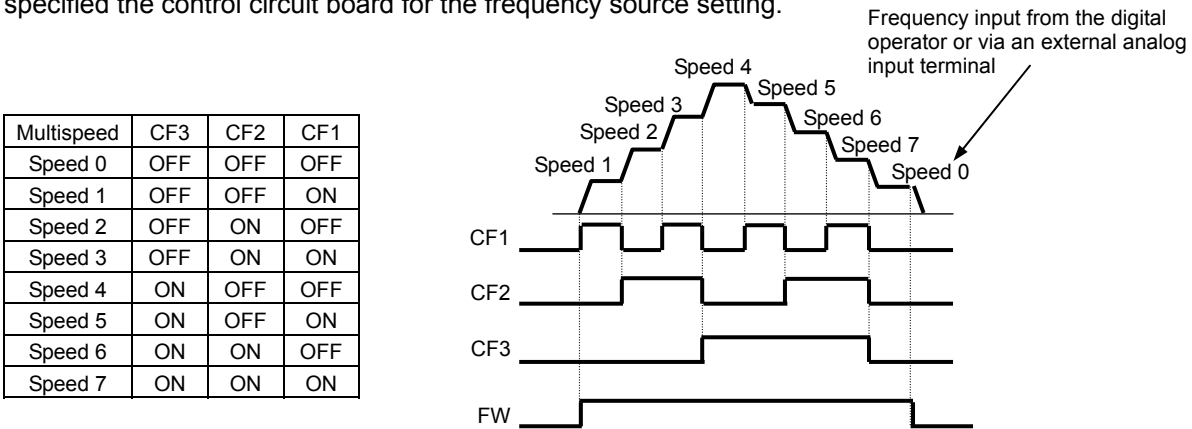 specified the control circuit board for the frequency source setting.
Frequency input from the digital
operator or via an external analog
input terminal
Multispeed CF3 CF2 CF1
Speed 0 OFF OFF OFF
Speed 1 OFF OFF ON
Speed 2 OFF ON OFF
Speed 3 OFF ON ON
Speed 4 ON OFF OFF
Speed 5 ON OFF ON
Speed 6 ON ON OFF
Speed 7 ON ON ON
Speed 4
Speed 5
Speed 3
Speed 6
Speed 2
Speed 7
Speed 1
Speed 0
CF1
CF2
CF3
FW